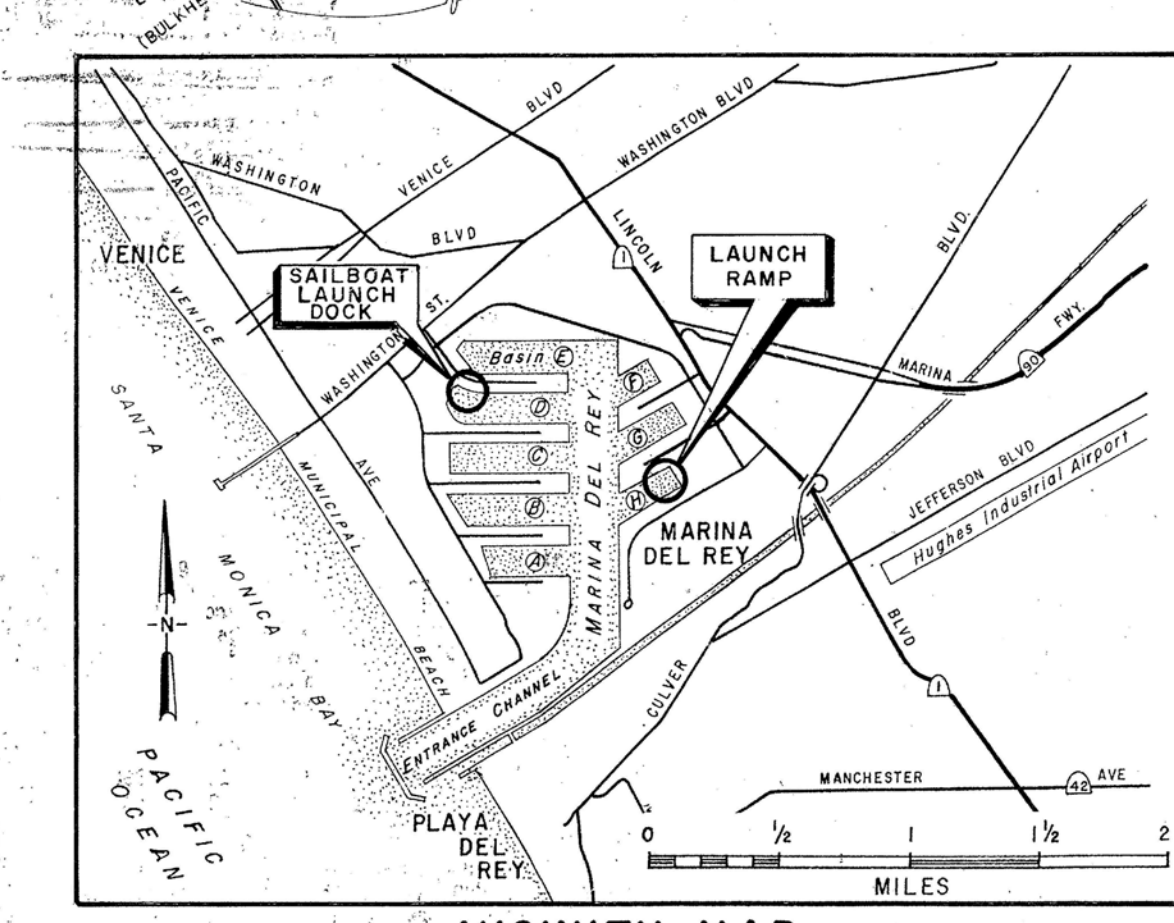 (BULKHE
BLVD
WASHINGTON BLVD
WASHINGTON
VENICE
PACIFIC
BLVD
BLVD.
LINCOLN
1
LAUNCH
RAMP
VENICE
SAILBOAT
LAUNCH
DOCK
ST.
VENICE
WASHINGTON
Basin E
FWY.
90
MARINA
F
D
SANTA
G
C
AVE
MUNICIPAL
JEFFERSON BLVD
Hughes Industrial Airport
H
B
MARINA
DEL REY
A
MARINA DEL REY
MONICA
N
BLVD
BEACH
CULVER
1
BAY
ENTRANCE CHANNEL
PACIFIC
OCEAN
MANCHESTER
42
AVE
PLAYA
DEL
REY
0 1/2 1 1 1/2 2
MILES
VICINITY MAP